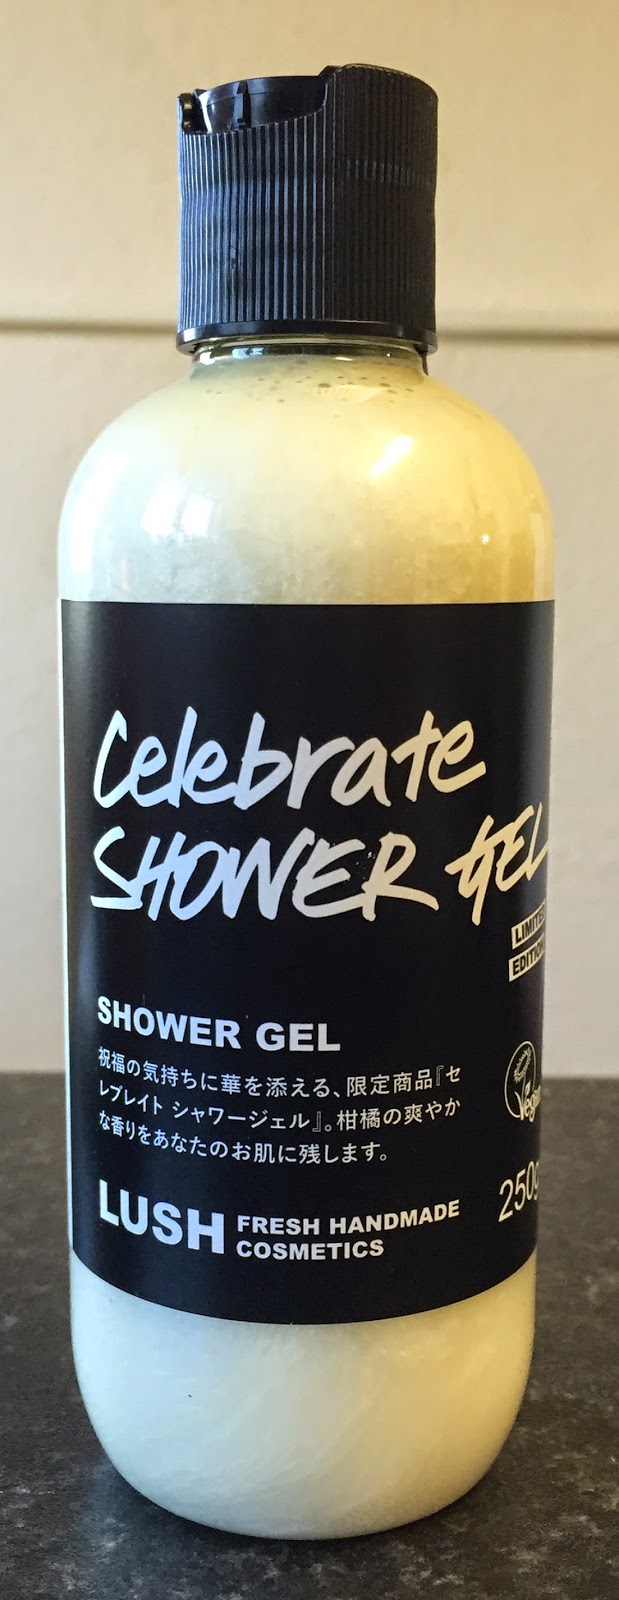 Celebrate
SHOWER GEL
LIMITED
EDITION
SHOWER GEL
祝福の気持ちに華を添える、限定商品『セ
レブレイト シャワージェル』。柑橘の爽やか
な香りをあなたのお肌に残します。
Vegan
250g
LUSH FRESH HANDMADE
COSMETICS